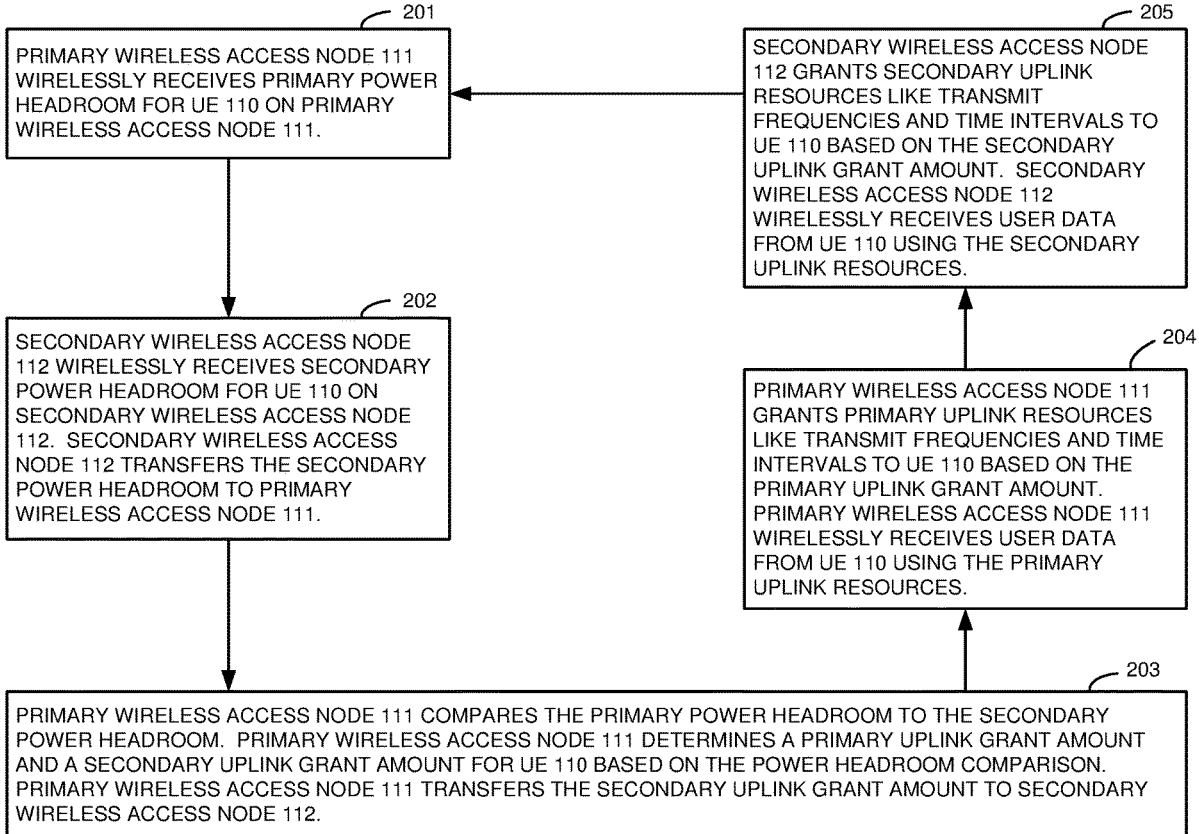 201
PRIMARY WIRELESS ACCESS NODE 111
WIRELESSLY RECEIVES PRIMARY POWER
HEADROOM FOR UE 110 ON PRIMARY
WIRELESS ACCESS NODE 111.
202
SECONDARY WIRELESS ACCESS NODE
112 WIRELESSLY RECEIVES SECONDARY
POWER HEADROOM FOR UE 110 ON
SECONDARY WIRELESS ACCESS NODE
112. SECONDARY WIRELESS ACCESS
NODE 112 TRANSFERS THE SECONDARY
POWER HEADROOM TO PRIMARY
WIRELESS ACCESS NODE 111.
203
PRIMARY WIRELESS ACCESS NODE 111 COMPARES THE PRIMARY POWER HEADROOM TO THE SECONDARY
POWER HEADROOM. PRIMARY WIRELESS ACCESS NODE 111 DETERMINES A PRIMARY UPLINK GRANT AMOUNT
AND A SECONDARY UPLINK GRANT AMOUNT FOR UE 110 BASED ON THE POWER HEADROOM COMPARISON.
PRIMARY WIRELESS ACCESS NODE 111 TRANSFERS THE SECONDARY UPLINK GRANT AMOUNT TO SECONDARY
WIRELESS ACCESS NODE 112.
204
PRIMARY WIRELESS ACCESS NODE 111
GRANTS PRIMARY UPLINK RESOURCES
LIKE TRANSMIT FREQUENCIES AND TIME
INTERVALS TO UE 110 BASED ON THE
PRIMARY UPLINK GRANT AMOUNT.
PRIMARY WIRELESS ACCESS NODE 111
WIRELESSLY RECEIVES USER DATA
FROM UE 110 USING THE PRIMARY
UPLINK RESOURCES.
205
SECONDARY WIRELESS ACCESS NODE
112 GRANTS SECONDARY UPLINK
RESOURCES LIKE TRANSMIT
FREQUENCIES AND TIME INTERVALS TO
UE 110 BASED ON THE SECONDARY
UPLINK GRANT AMOUNT. SECONDARY
WIRELESS ACCESS NODE 112
WIRELESSLY RECEIVES USER DATA
FROM UE 110 USING THE SECONDARY
UPLINK RESOURCES.